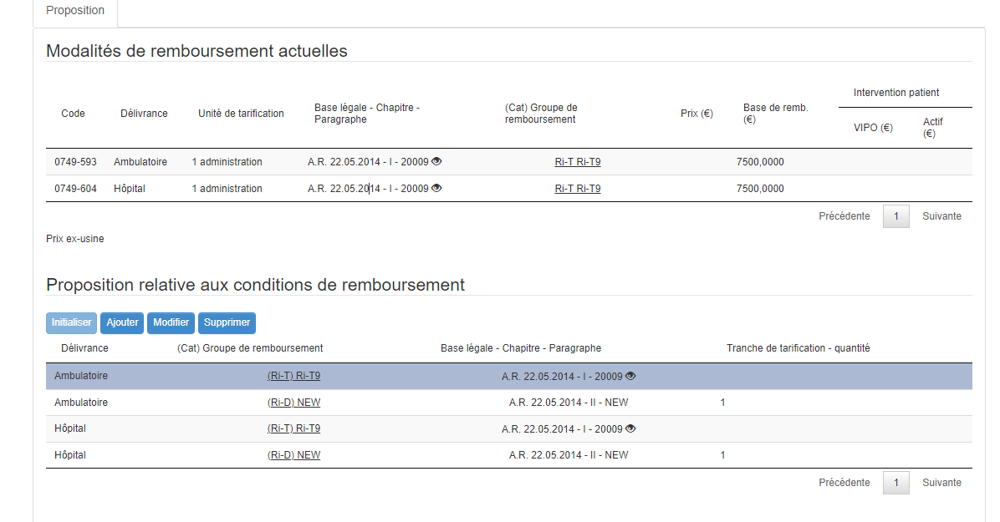 Proposition
Modalités de remboursement actuelles
Intervention patient
Code Délivrance Unité de tarification Base légale - Chapitre - Paragraphe (Cat) Groupe de remboursement Prix (€) Base de remb. (€) VIPO (€) Actif (€)
0749-593 Ambulatoire 1 administration A.R. 22.05.2014 - I - 20009 Ri-T Ri-T9 7500,0000
0749-604 Hôpital 1 administration A.R. 22.05.2014 - I - 20009 Ri-T Ri-T9 7500,0000
Précédente 1 Suivante
Prix ex-usine
Proposition relative aux conditions de remboursement
Initialiser Ajouter Modifier Supprimer
Délivrance (Cat) Groupe de remboursement Base légale - Chapitre - Paragraphe Tranche de tarification - quantité
Ambulatoire (Ri-T) Ri-T9 A.R. 22.05.2014 - I - 20009
Ambulatoire (Ri-D) NEW A.R. 22.05.2014 - II - NEW 1
Hôpital (Ri-T) Ri-T9 A.R. 22.05.2014 - I - 20009
Hôpital (Ri-D) NEW A.R. 22.05.2014 - II - NEW 1
Précédente 1 Suivante